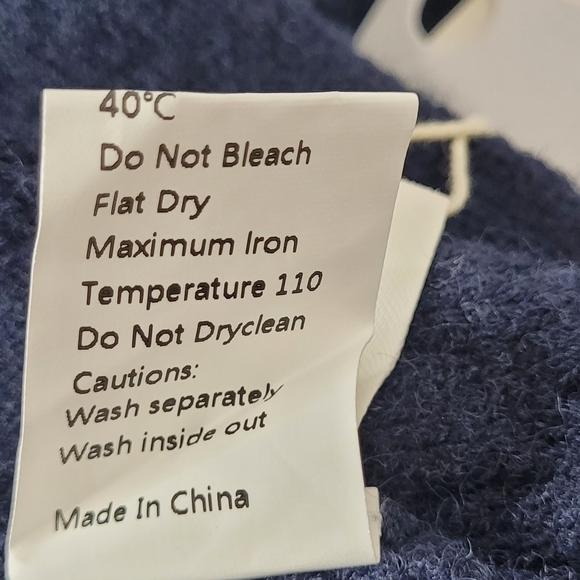 40°C
Do Not Bleach
Flat Dry
Maximum Iron
Temperature 110
Do Not Dryclean
Cautions:
Wash separately
Wash inside out
Made In China